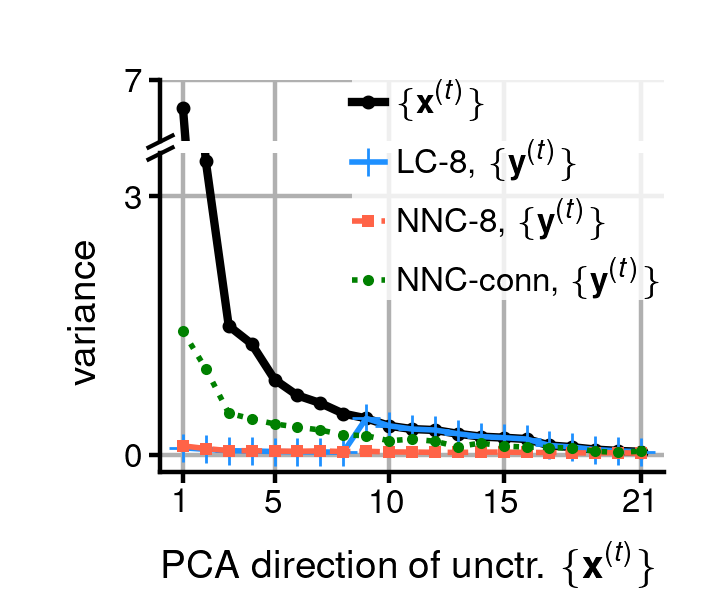 7
3
0
variance
{x^(t)}
LC-8, {y^(t)}
NNC-8, {y^(t)}
NNC-conn, {y^(t)}
1 5 10 15 21
PCA direction of unctr. {x^(t)}